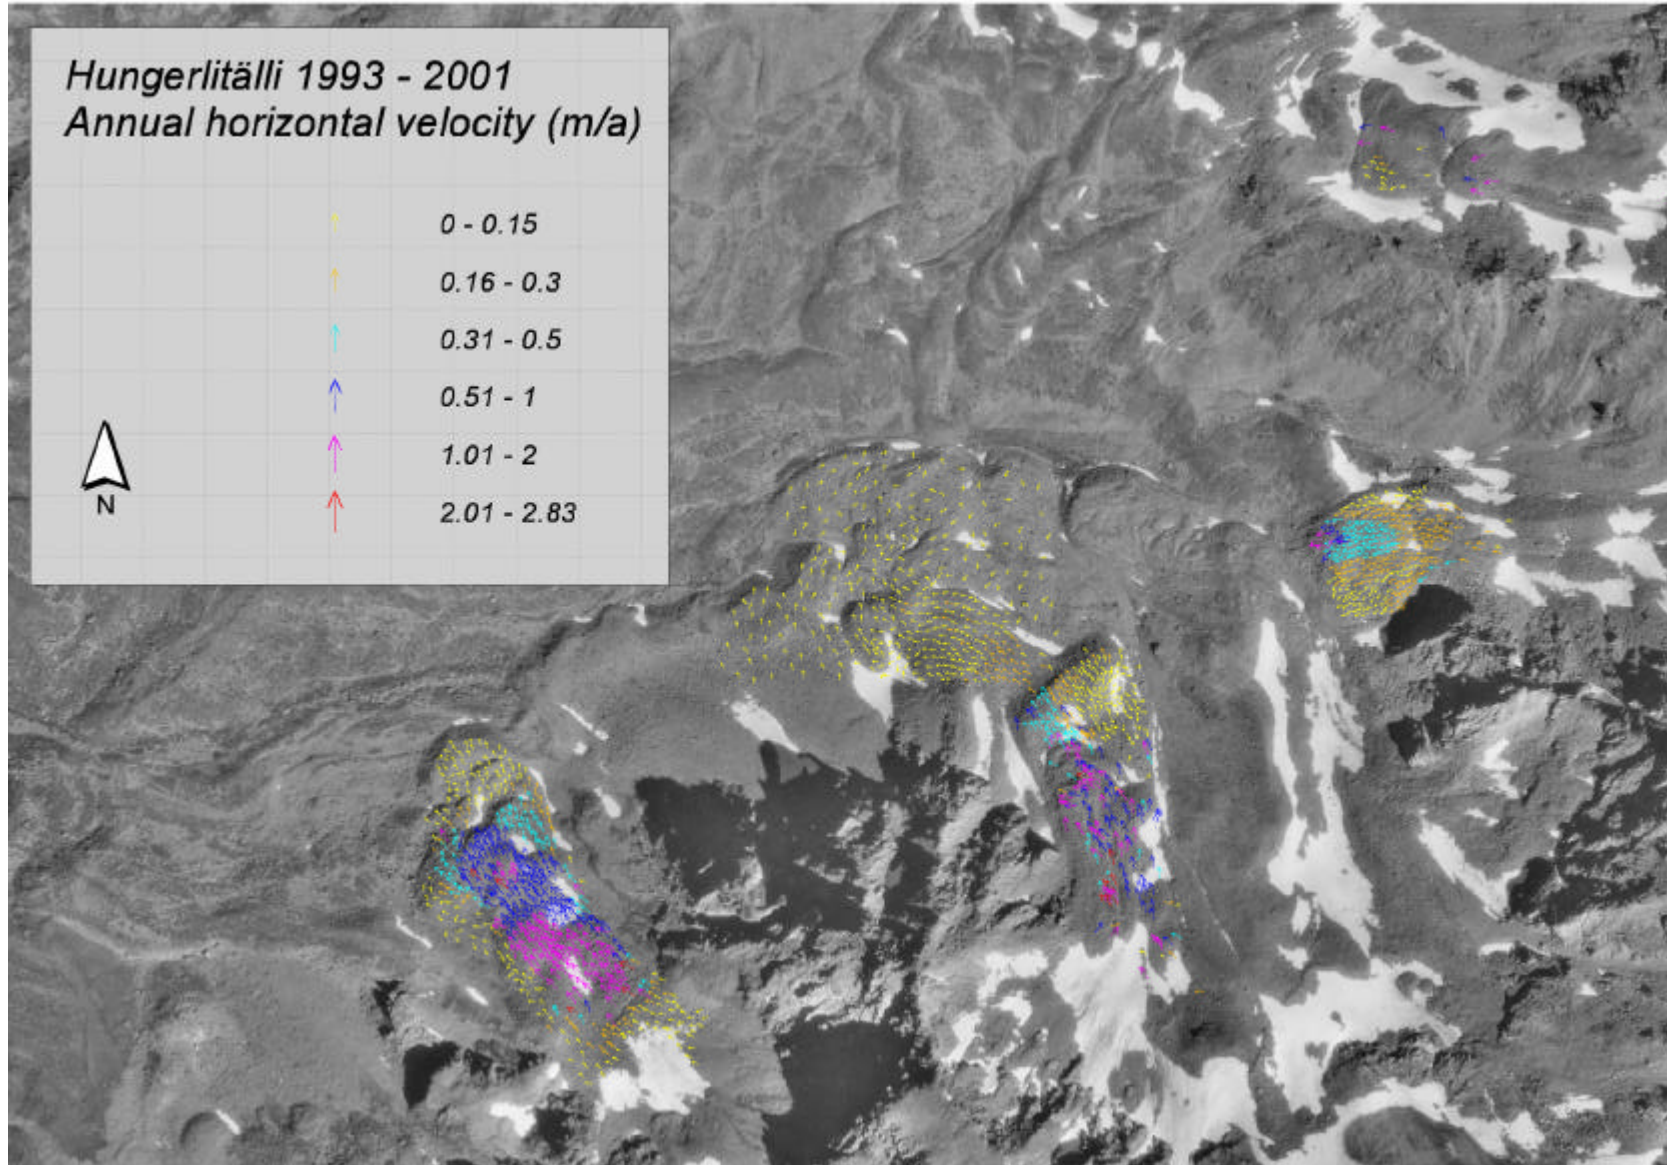 Hungerlitälli 1993 - 2001
Annual horizontal velocity (m/a)
0 - 0.15
0.16 - 0.3
0.31 - 0.5
0.51 - 1
1.01 - 2
2.01 - 2.83
N